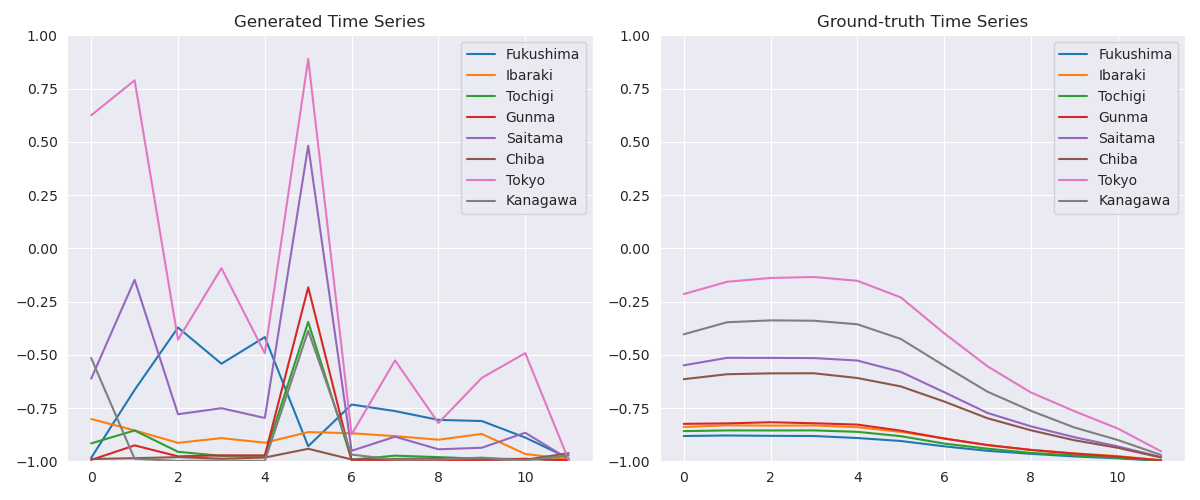 Generated Time Series
1.00
0.75
0.50
0.25
0.00
−0.25
−0.50
−0.75
−1.00
0 2 4 6 8 10
Fukushima
Ibaraki
Tochigi
Gunma
Saitama
Chiba
Tokyo
Kanagawa
Ground-truth Time Series
1.00
0.75
0.50
0.25
0.00
−0.25
−0.50
−0.75
−1.00
0 2 4 6 8 10
Fukushima
Ibaraki
Tochigi
Gunma
Saitama
Chiba
Tokyo
Kanagawa